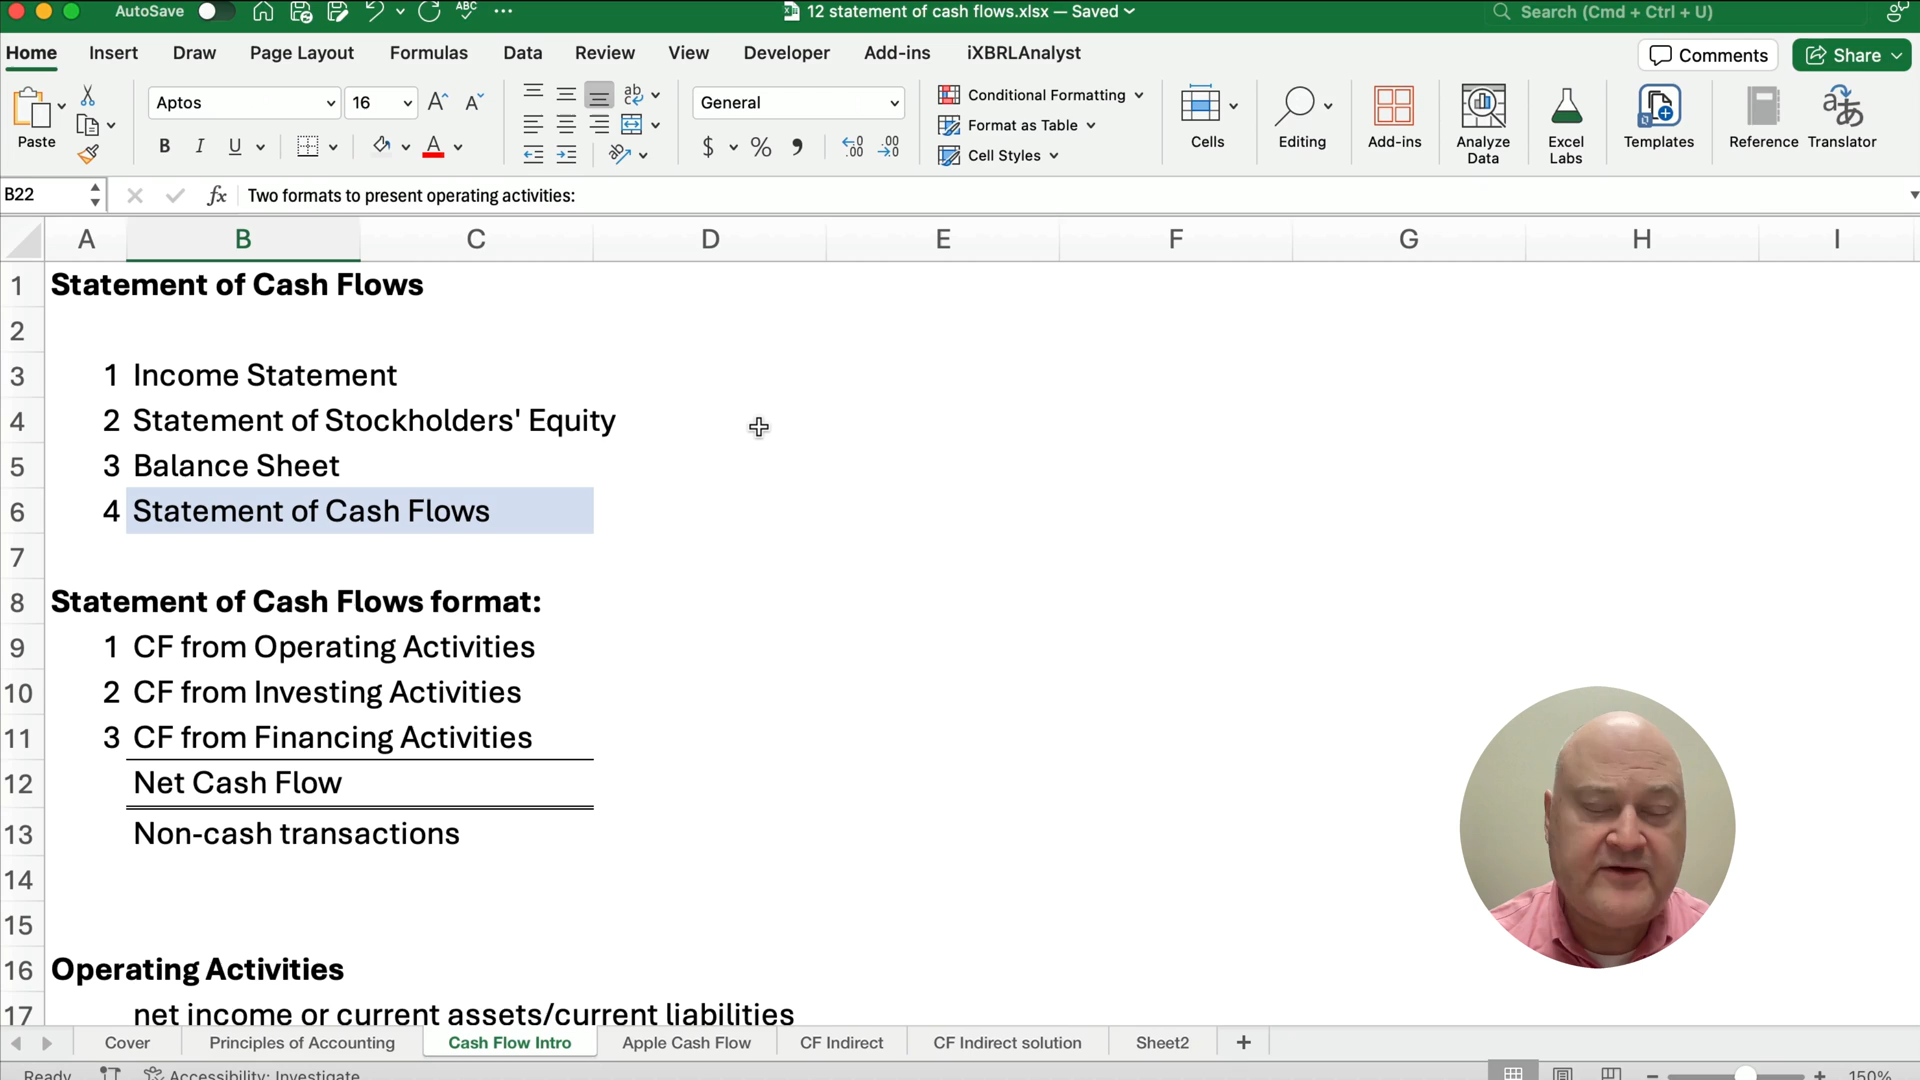 AutoSave
12 statement of cash flows.xlsx — Saved
Search (Cmd + Ctrl + U)
Home Insert Draw Page Layout Formulas Data Review View Developer Add-ins iXBRLAnalyst
Comments Share
Paste
Aptos 16
B I U A
General
$ % 9
Conditional Formatting
Format as Table
Cell Styles
Cells
Editing
Add-ins
Analyze Data
Excel Labs
Templates
Reference
Translator
B22 fx Two formats to present operating activities:
A B C D E F G H I
1 Statement of Cash Flows
2
3 1 Income Statement
4 2 Statement of Stockholders' Equity
5 3 Balance Sheet
6 4 Statement of Cash Flows
7
8 Statement of Cash Flows format:
9 1 CF from Operating Activities
10 2 CF from Investing Activities
11 3 CF from Financing Activities
12 Net Cash Flow
13 Non-cash transactions
14
15
16 Operating Activities
17 net income or current assets/current liabilities
Cover Principles of Accounting Cash Flow Intro Apple Cash Flow CF Indirect CF Indirect solution Sheet2 +
Ready Accessibility: Investigate 150%